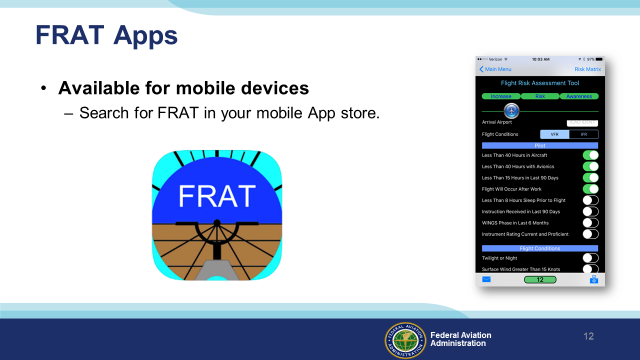 FRAT Apps
• Available for mobile devices
– Search for FRAT in your mobile App store.
FRAT
Verizon 10:03 AM
Main Menu Risk Matrix
Flight Risk Assessment Tool
Increase Risk Awareness
Arrival Airport
Flight Conditions VFR IFR
Pilot
Less Than 40 Hours in Aircraft
Less Than 40 Hours with Avionics
Less Than 15 Hours in Last 90 Days
Flight Will Occur After Work
Less Than 8 Hours Sleep Prior to Flight
Instruction Received in Last 90 Days
WINGS Phase in Last 6 Months
Instrument Rating Current and Proficient
Flight Conditions
Twilight or Night
Surface Wind Greater Than 15 Knots
12
Federal Aviation
Administration
12